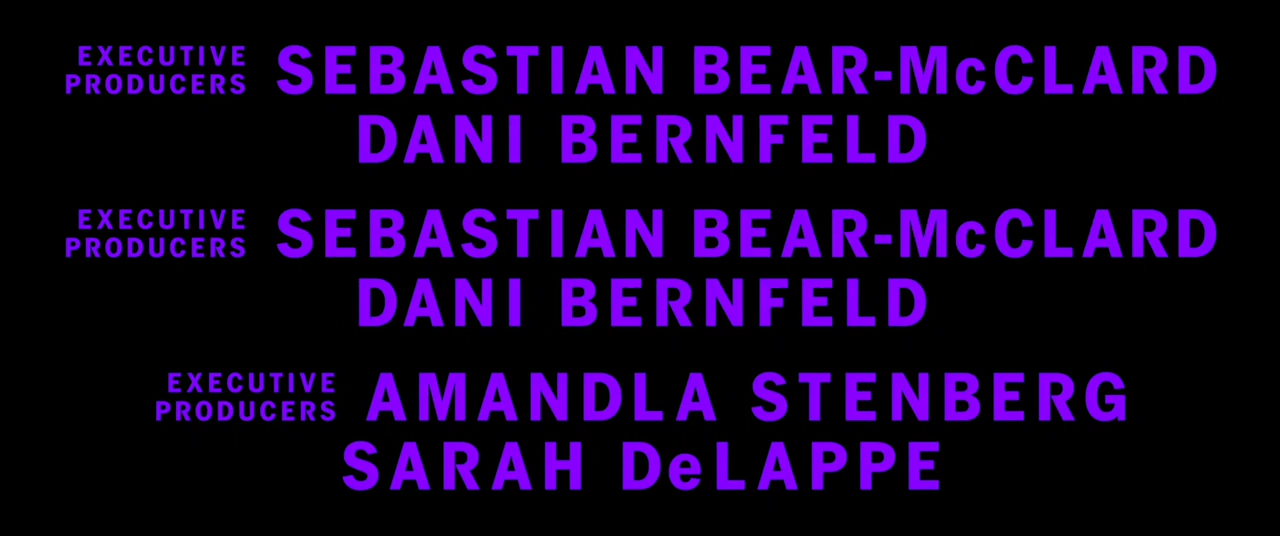 EXECUTIVE PRODUCERS SEBASTIAN BEAR-McCLARD
DANI BERNFELD
EXECUTIVE PRODUCERS SEBASTIAN BEAR-McCLARD
DANI BERNFELD
EXECUTIVE PRODUCERS AMANDLA STENBERG
SARAH DeLAPPE